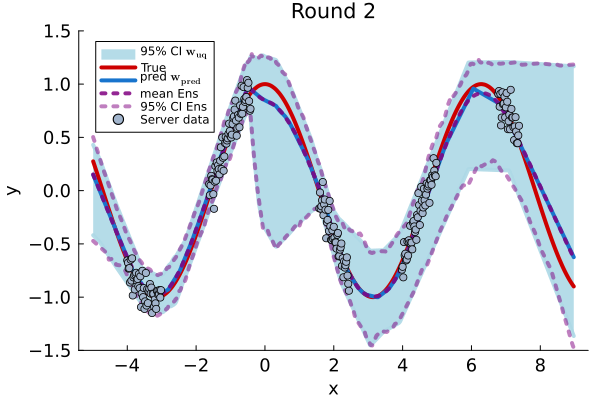 Round 2
95% CI w_uq
True
pred w_pred
mean Ens
95% CI Ens
Server data
y
1.5
1.0
0.5
0.0
−0.5
−1.0
−1.5
−4 −2 0 2 4 6 8
x